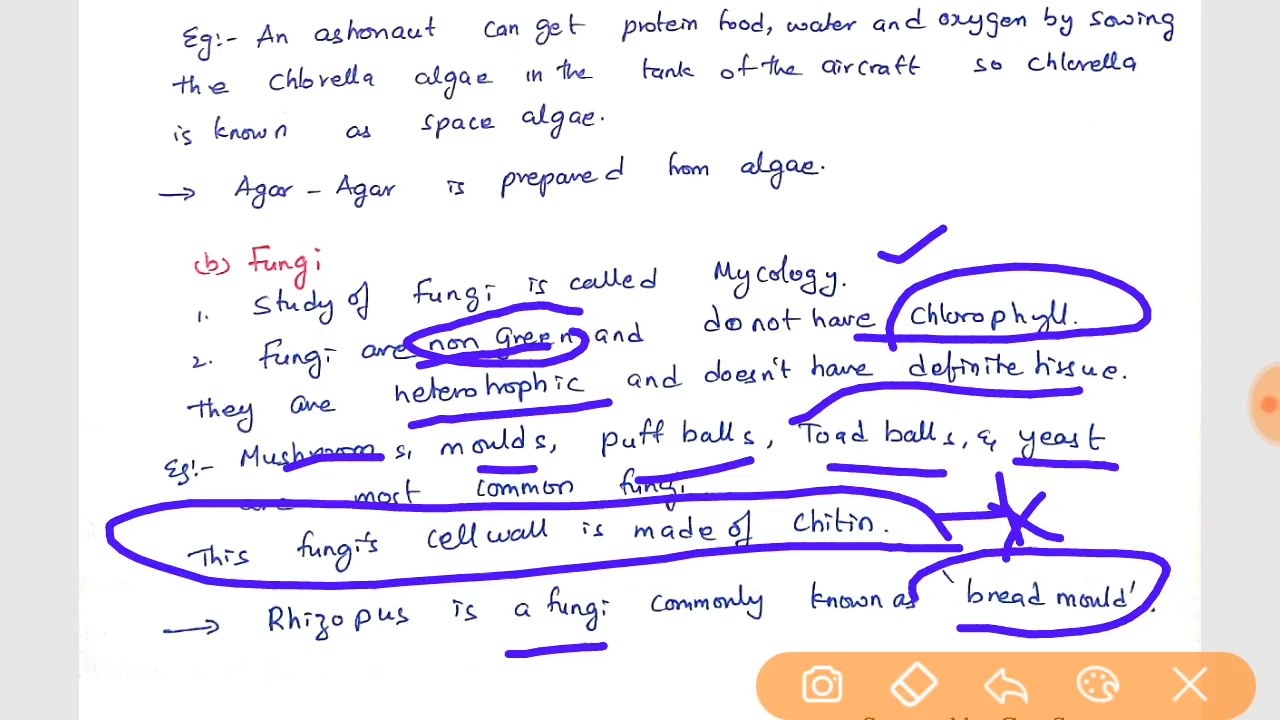 Eg:- An ashonaut can get protein food, water and oxygen by sowing
the chlorella algae in the tank of the aircraft so chlorella
is known as space algae.
→ Agar - Agar is prepared from algae.
(b) Fungi
1. Study of fungi is called Mycology.
2. Fungi are non green and do not have chlorophyll.
They are heterotrophic and doesn't have definite tissue.
Eg:- Mushrooms, moulds, puff balls, Toad balls, & yeast
are most common fungi.
This fungi's cell wall is made of chitin.
→ Rhizopus is a fungi commonly known as 'bread mould'.